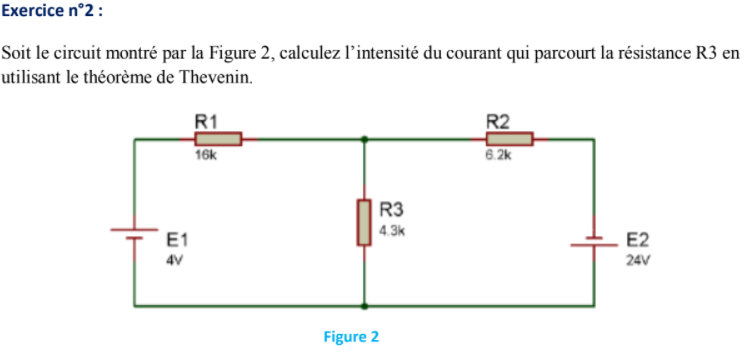 Exercice n°2 :
Soit le circuit montré par la Figure 2, calculez l'intensité du courant qui parcourt la résistance R3 en
utilisant le théorème de Thevenin.
R1
R2
16k
6.2k
R3
4.3k
E1
E2
4V
24V
Figure 2